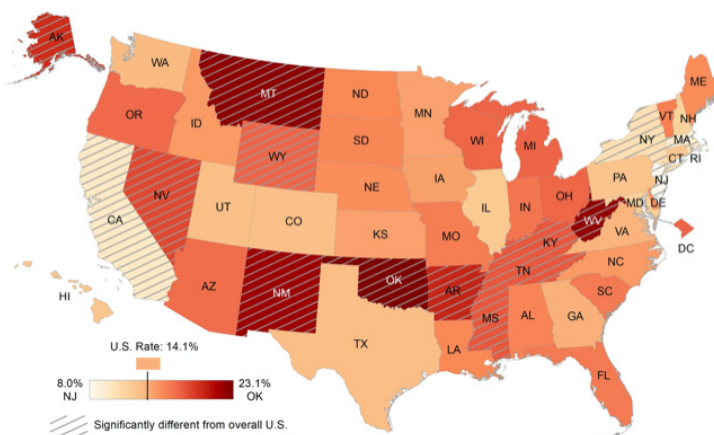 AK
WA
MT
ND
MN
ME
VT
NH
OR
ID
SD
WI
MI
NY
MA
CT
RI
WY
IA
PA
NJ
NV
NE
OH
MD
DE
CA
UT
CO
IL
IN
WV
VA
KS
MO
KY
DC
TN
NC
AZ
NM
OK
AR
SC
HI
MS
AL
GA
TX
LA
FL
U.S. Rate: 14.1%
8.0%
NJ
23.1%
OK
Significantly different from overall U.S.